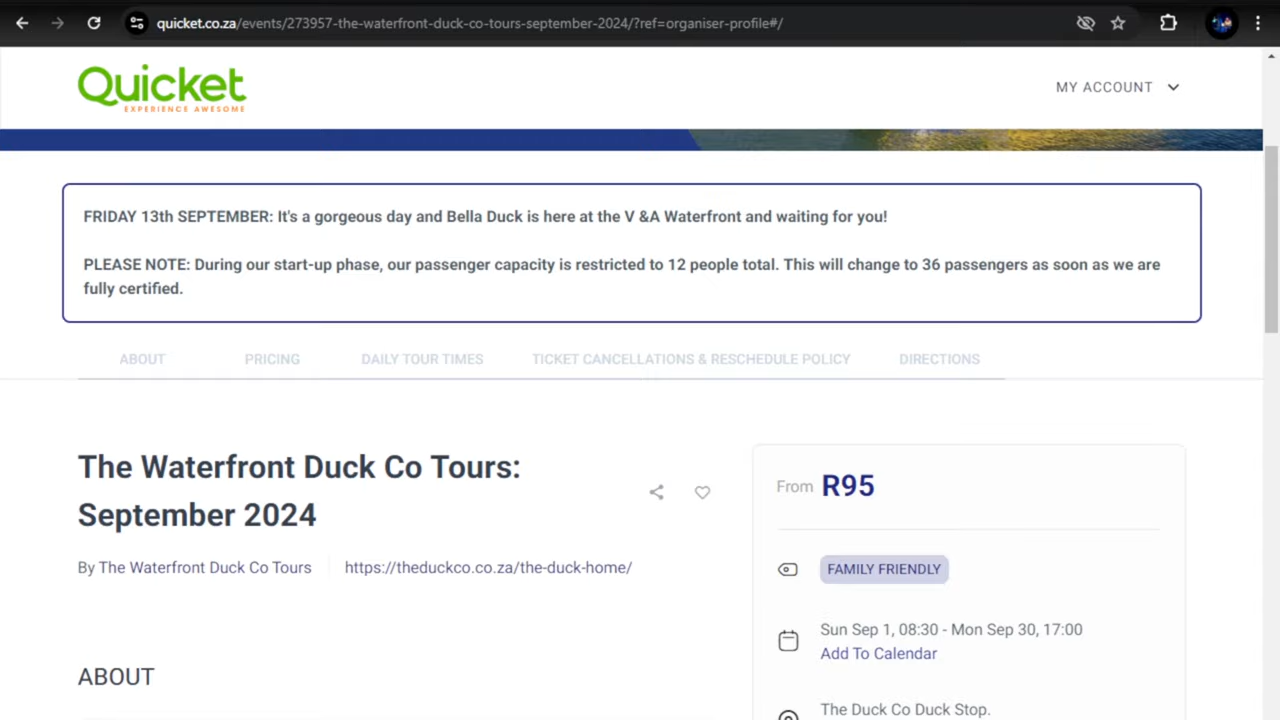 quicket.co.za/events/273957-the-waterfront-duck-co-tours-september-2024/?ref=organiser-profile#/
Quicket
EXPERIENCE AWESOME
MY ACCOUNT
FRIDAY 13th SEPTEMBER: It's a gorgeous day and Bella Duck is here at the V &A Waterfront and waiting for you!
PLEASE NOTE: During our start-up phase, our passenger capacity is restricted to 12 people total. This will change to 36 passengers as soon as we are
fully certified.
ABOUT PRICING DAILY TOUR TIMES TICKET CANCELLATIONS & RESCHEDULE POLICY DIRECTIONS
The Waterfront Duck Co Tours:
September 2024
By The Waterfront Duck Co Tours https://theduckco.co.za/the-duck-home/
ABOUT
From R95
FAMILY FRIENDLY
Sun Sep 1, 08:30 - Mon Sep 30, 17:00
Add To Calendar
The Duck Co Duck Stop.